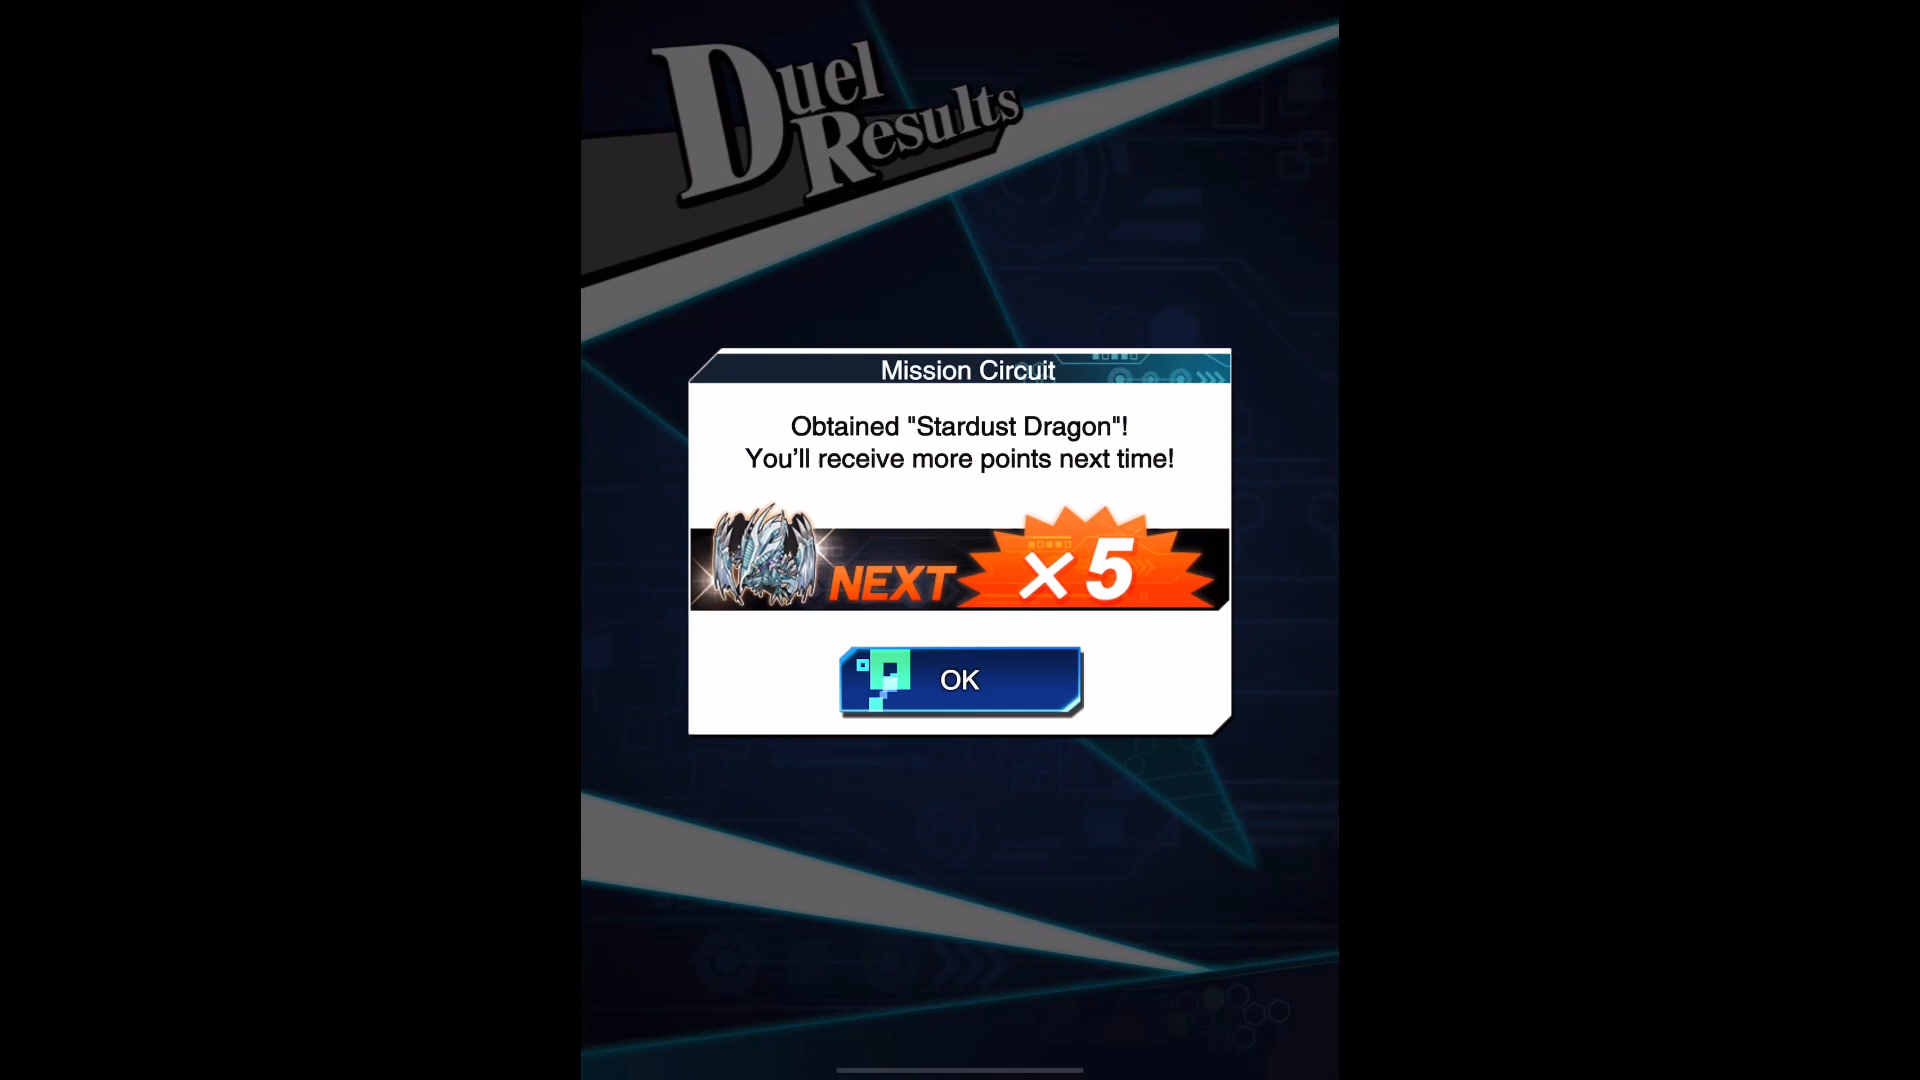 Duel
Results
Mission Circuit
Obtained "Stardust Dragon"!
You’ll receive more points next time!
NEXT ×5
OK